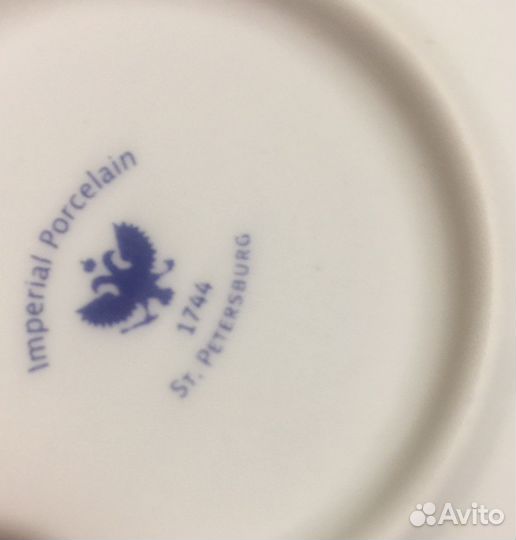 Imperial Porcelain
1744
St. Petersburg
Avito